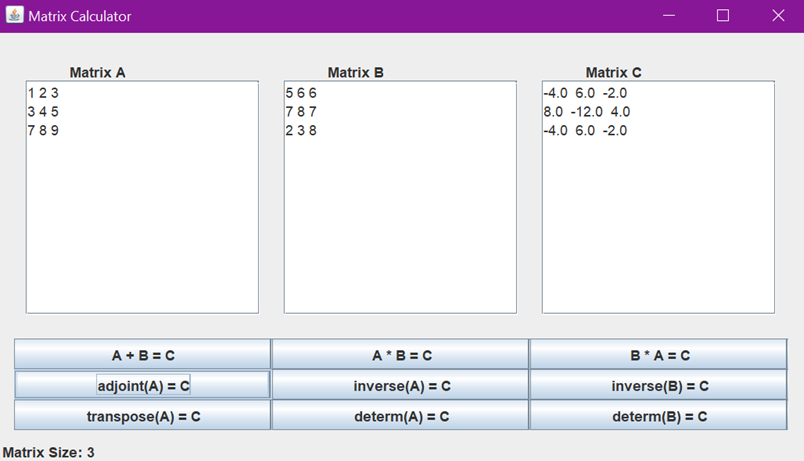 Matrix Calculator
Matrix A
1 2 3
3 4 5
7 8 9
Matrix B
5 6 6
7 8 7
2 3 8
Matrix C
-4.0 6.0 -2.0
8.0 -12.0 4.0
-4.0 6.0 -2.0
A + B = C
A * B = C
B * A = C
adjoint(A) = C
inverse(A) = C
inverse(B) = C
transpose(A) = C
determ(A) = C
determ(B) = C
Matrix Size: 3